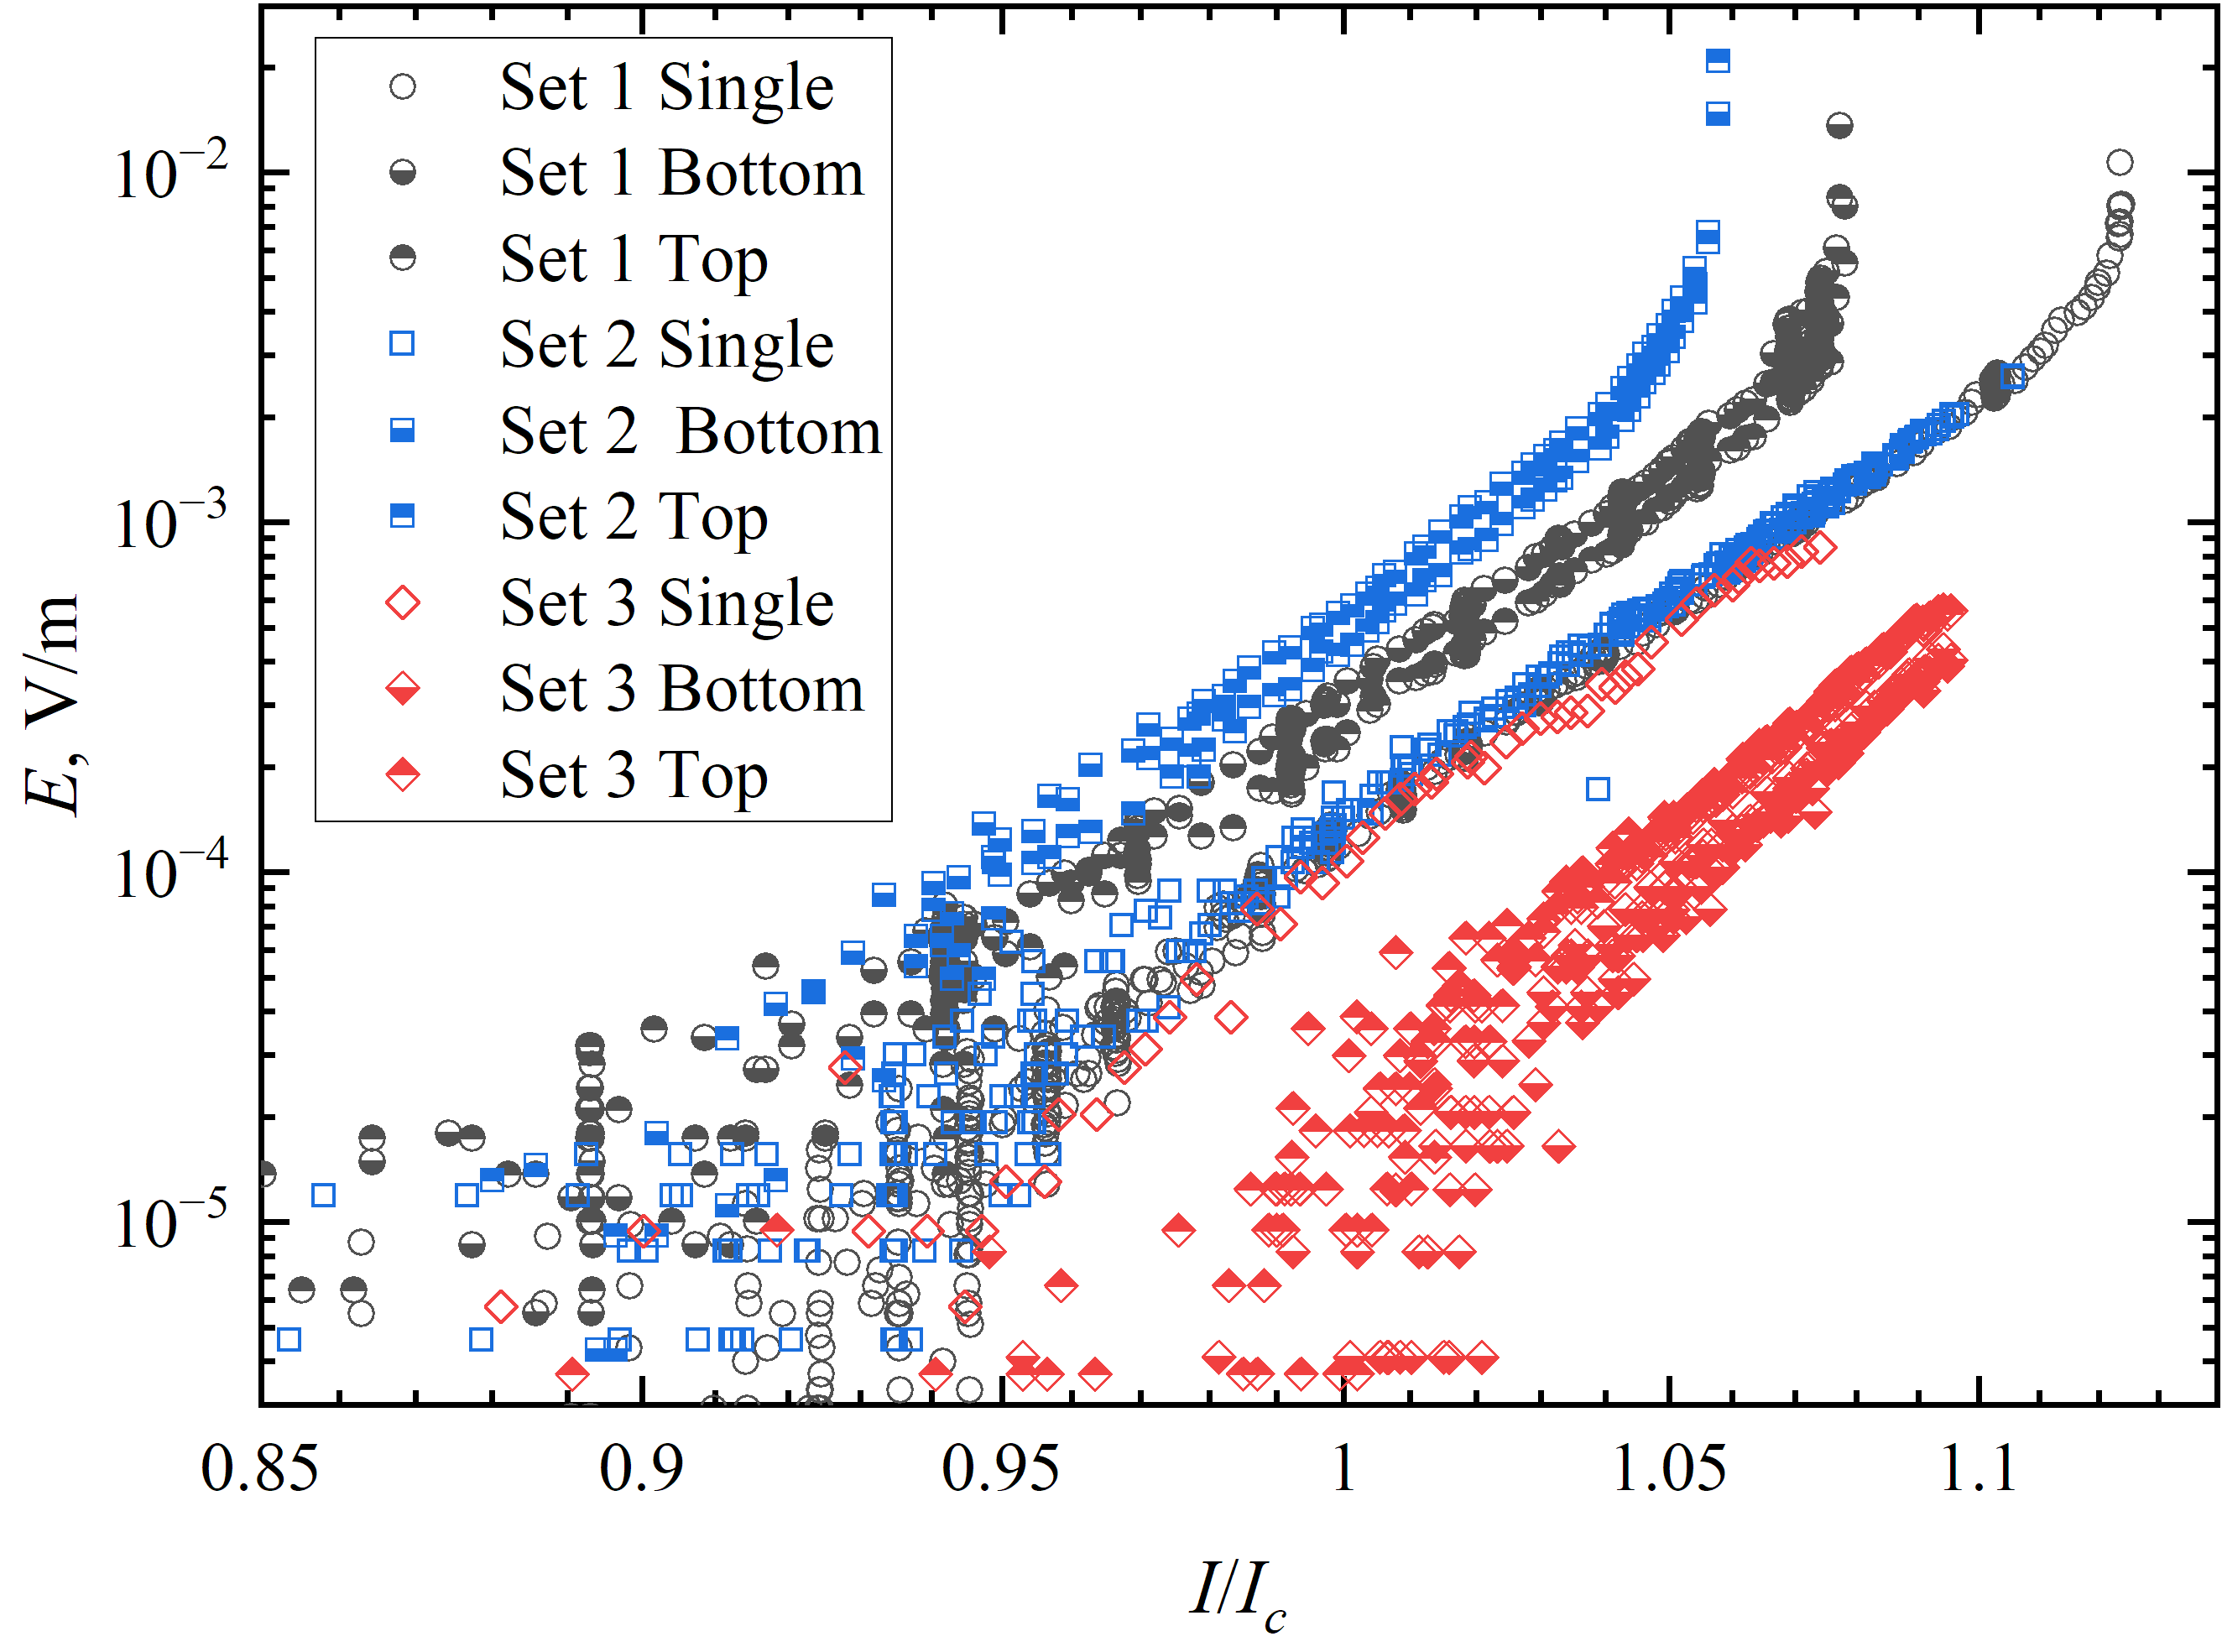 Set 1 Single
Set 1 Bottom
Set 1 Top
Set 2 Single
Set 2 Bottom
Set 2 Top
Set 3 Single
Set 3 Bottom
Set 3 Top
10⁻²
10⁻³
10⁻⁴
10⁻⁵
E, V/m
0.85 0.9 0.95 1 1.05 1.1
I/I_c